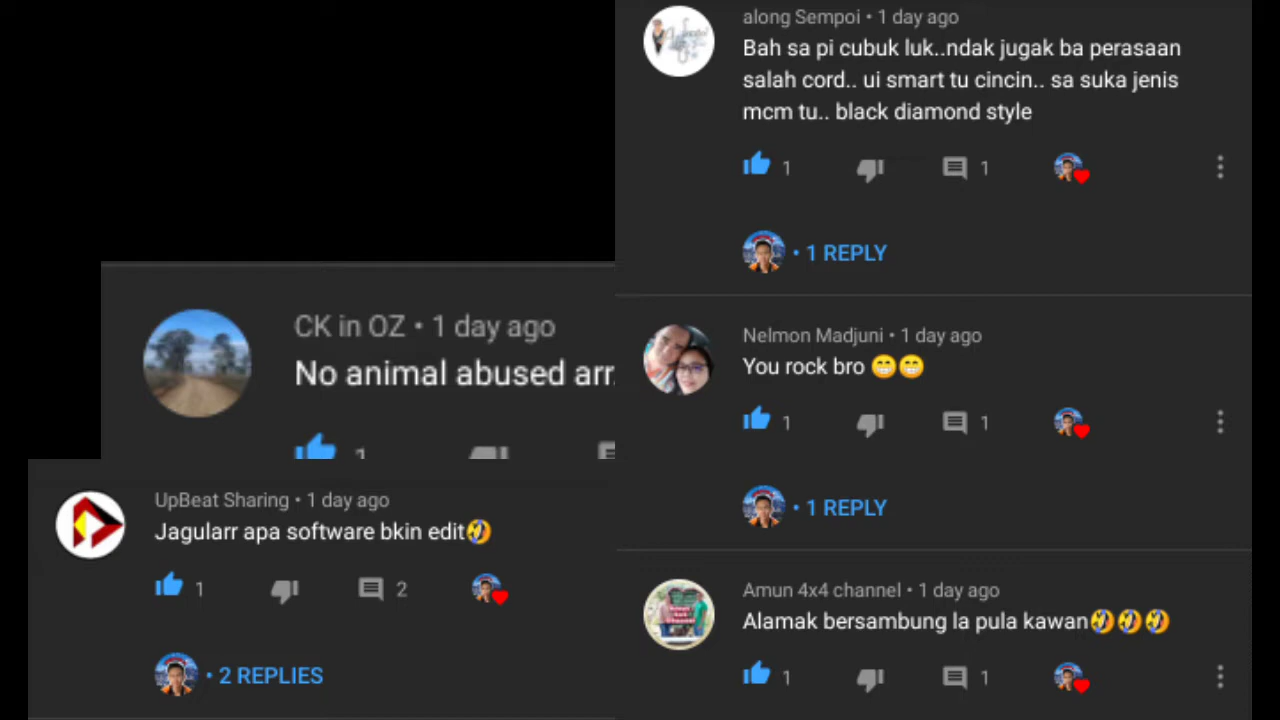 CK in OZ • 1 day ago
No animal abused arr.
1
UpBeat Sharing • 1 day ago
Jagularr apa software bkin edit🤣
1 2
• 2 REPLIES
along Sempoi • 1 day ago
Bah sa pi cubuk luk..ndak jugak ba perasaan
salah cord.. ui smart tu cincin.. sa suka jenis
mcm tu.. black diamond style
1 1
• 1 REPLY
Nelmon Madjuni • 1 day ago
You rock bro 😁😁
1 1
• 1 REPLY
Amun 4x4 channel • 1 day ago
Alamak bersambung la pula kawan🤣🤣🤣
1 1